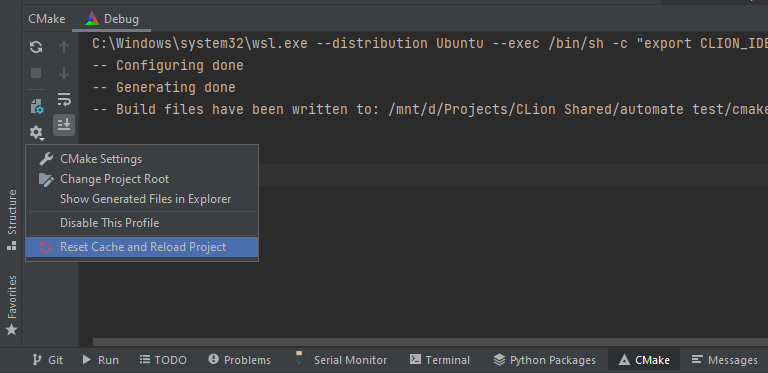 CMake Debug
C:\Windows\system32\wsl.exe --distribution Ubuntu --exec /bin/sh -c "export CLION_IDE
-- Configuring done
-- Generating done
-- Build files have been written to: /mnt/d/Projects/CLion Shared/automate test/cmake
CMake Settings
Change Project Root
Show Generated Files in Explorer
Disable This Profile
Reset Cache and Reload Project
Structure
Favorites
Git Run TODO Problems Serial Monitor Terminal Python Packages CMake Messages